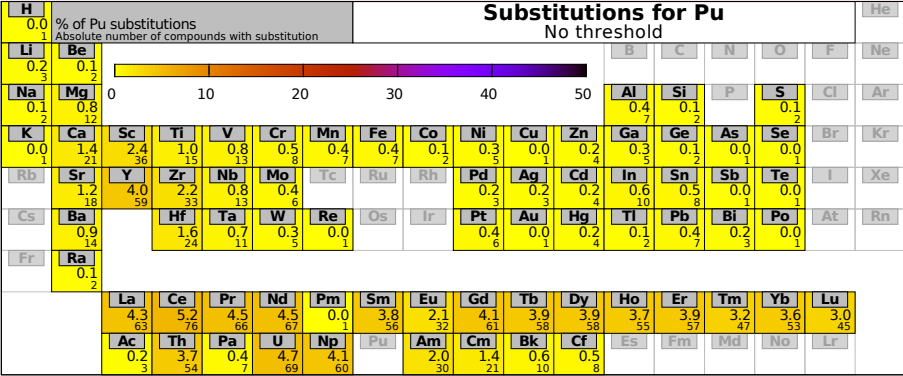 H Substitutions for Pu He
0.0 % of Pu substitutions No threshold
1 Absolute number of compounds with substitution
Li Be B C N O F Ne
0.2 0.1
3 2
0 10 20 30 40 50
Na Mg Al Si P S Cl Ar
0.1 0.8 0.4 0.1 0.1
2 12 7 2 2
K Ca Sc Ti V Cr Mn Fe Co Ni Cu Zn Ga Ge As Se Br Kr
0.0 1.4 2.4 1.0 0.8 0.5 0.4 0.4 0.1 0.3 0.0 0.2 0.3 0.1 0.0 0.0
1 21 36 15 13 8 7 7 2 5 1 4 5 2 1 1
Rb Sr Y Zr Nb Mo Tc Ru Rh Pd Ag Cd In Sn Sb Te I Xe
1.2 4.0 2.2 0.8 0.4 0.2 0.2 0.2 0.6 0.5 0.0 0.0
18 59 33 13 6 3 3 4 10 8 1 1
Cs Ba Hf Ta W Re Os Ir Pt Au Hg Tl Pb Bi Po At Rn
0.9 1.6 0.7 0.3 0.0 0.4 0.0 0.2 0.1 0.4 0.2 0.0
14 24 11 5 1 6 1 4 2 7 3 1
Fr Ra
0.1
2
La Ce Pr Nd Pm Sm Eu Gd Tb Dy Ho Er Tm Yb Lu
4.3 5.2 4.5 4.5 0.0 3.8 2.1 4.1 3.9 3.9 3.7 3.9 3.2 3.6 3.0
63 76 66 67 1 56 32 61 58 58 55 57 47 53 45
Ac Th Pa U Np Pu Am Cm Bk Cf Es Fm Md No Lr
0.2 3.7 0.4 4.7 4.1 2.0 1.4 0.6 0.5
3 54 7 69 60 30 21 10 8